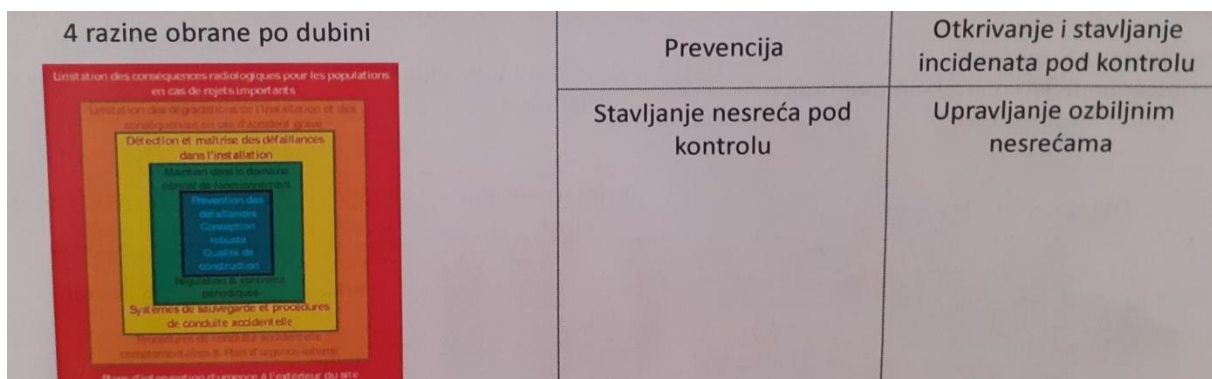 4 razine obrane po dubini
Limitation des conséquences radiologiques pour les populations
en cas de rejets importants
Limitation des dégradations de l'installation et des
conséquences en cas d'accident grave
Détection et maîtrise des défaillances
dans l'installation
Maintien dans le domaine
normal de fonctionnement
Prévention des
défaillances
Conception
robuste
Qualité de
construction
Régulation & contrôles
périodiques
Systèmes de sauvegarde et procédures
de conduite accidentelle
Procédures de conduite accidentelle
complémentaires & Plan d'urgence interne
Plans d'intervention d'urgence à l'extérieur du site
Prevencija
Otkrivanje i stavljanje
incidenata pod kontrolu
Stavljanje nesreća pod
kontrolu
Upravljanje ozbiljnim
nesrećama